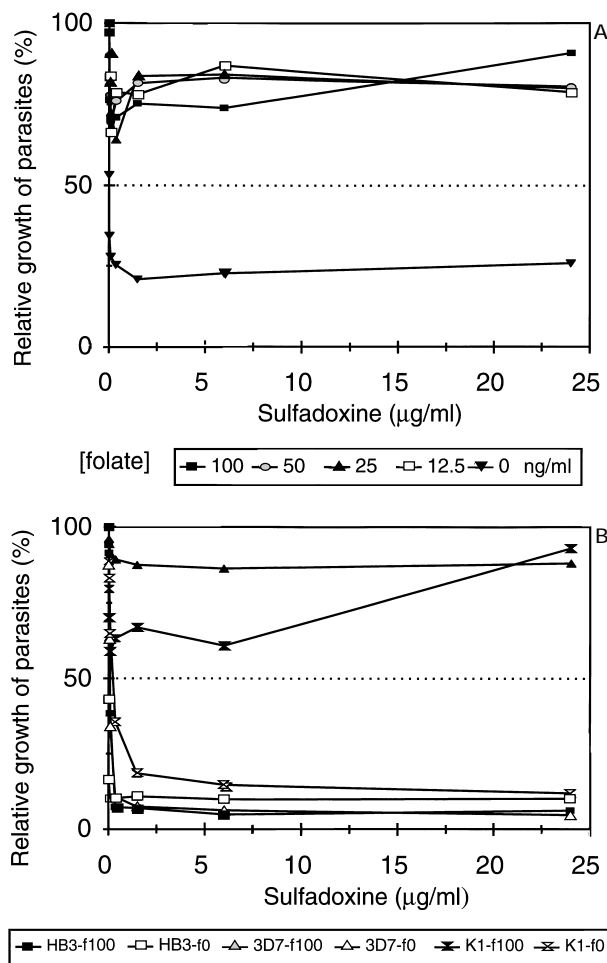 A
Relative growth of parasites (%)
100
50
0
0 5 10 15 20 25
Sulfadoxine (μg/ml)
[folate] 100 50 25 12.5 0 ng/ml
B
Relative growth of parasites (%)
100
50
0
0 5 10 15 20 25
Sulfadoxine (μg/ml)
HB3-f100 HB3-f0 3D7-f100 3D7-f0 K1-f100 K1-f0